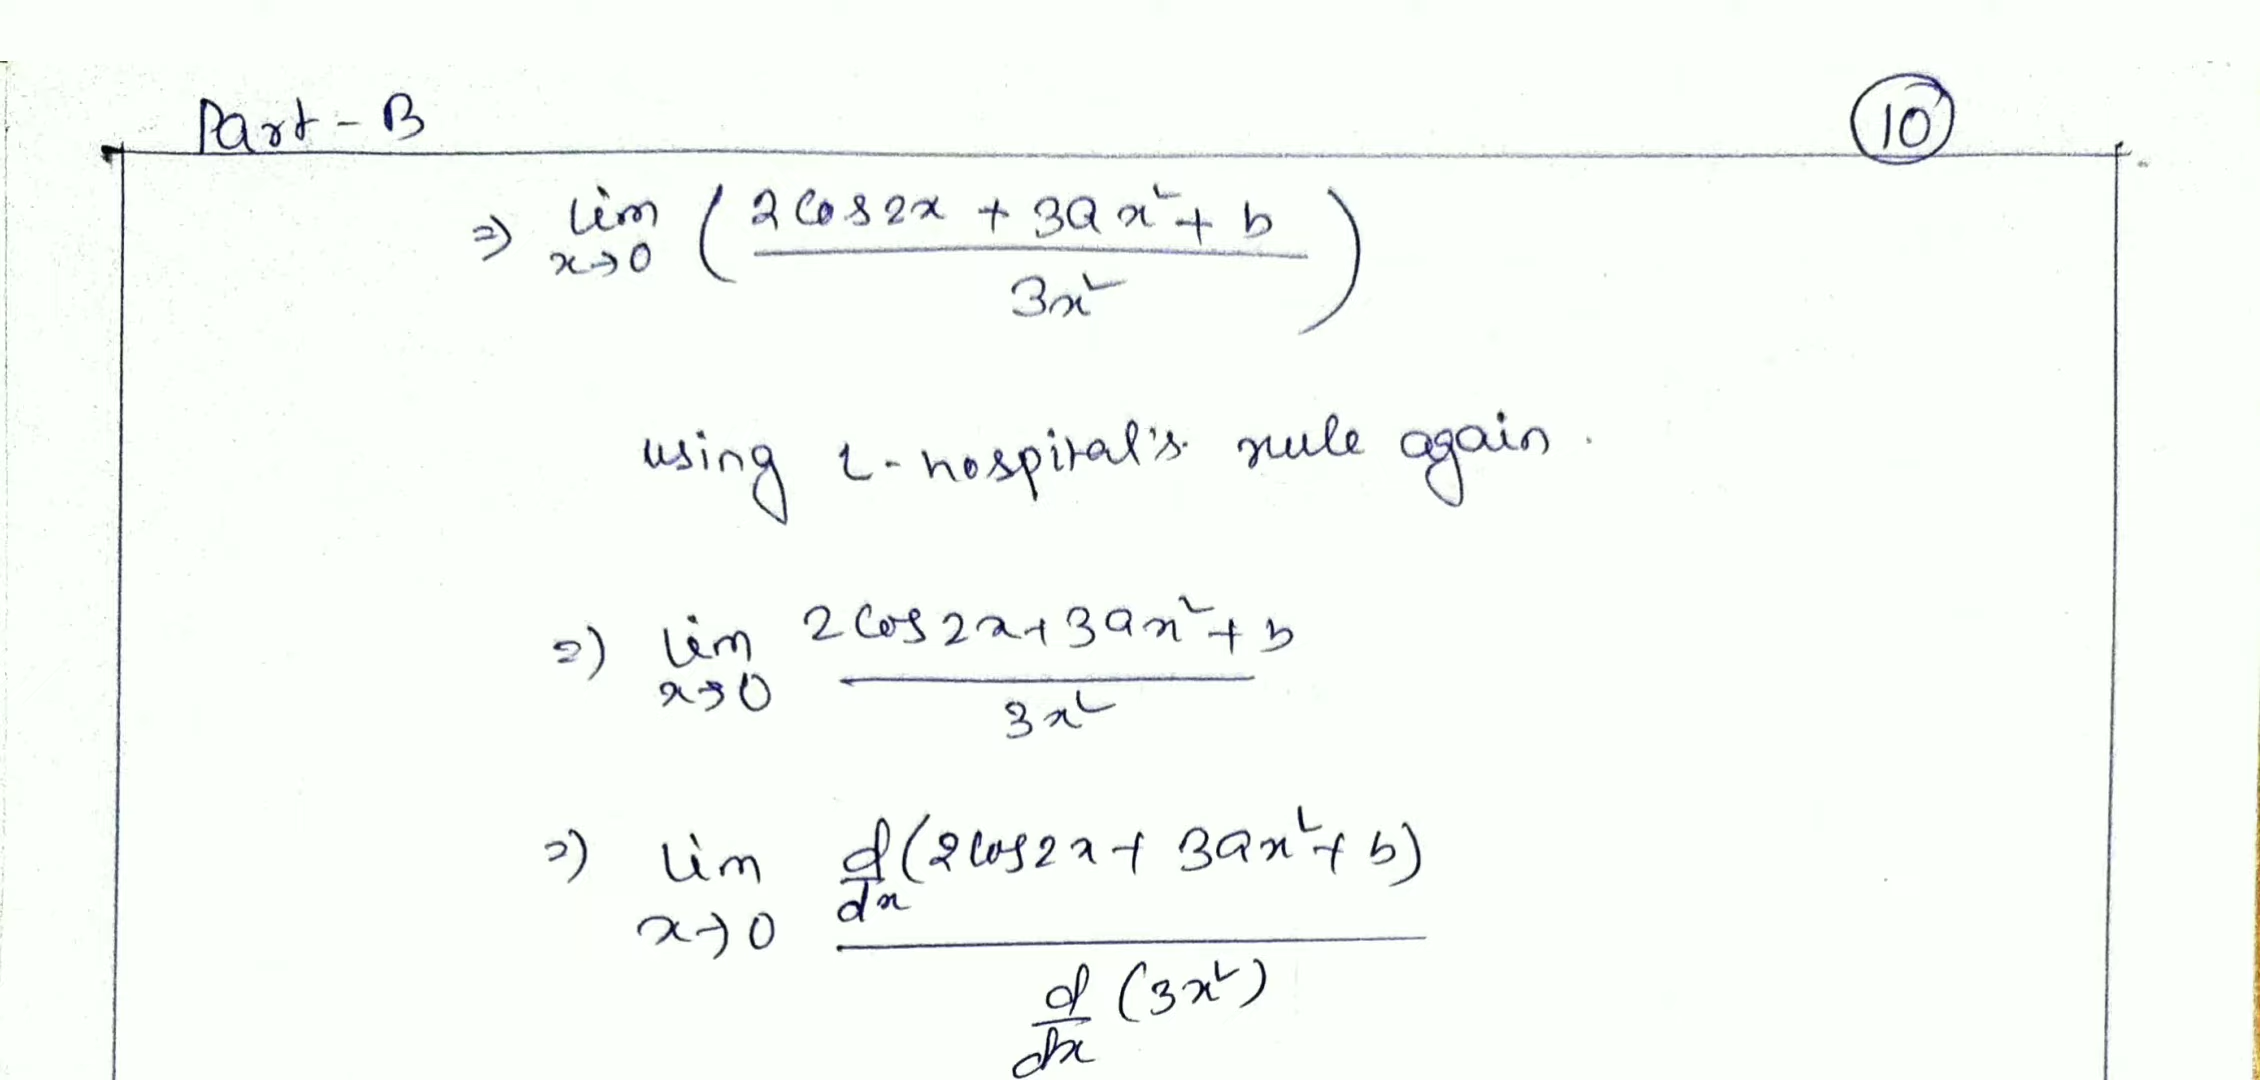 Part - B
10
⇒ lim x→0 ( (2cos2x + 3ax² + b) / 3x² )
using L-hospital's rule again.
⇒ lim x→0 (2cos2x + 3ax² + b) / 3x²
⇒ lim x→0 d/dx (2cos2x + 3ax² + b) / d/dx (3x²)